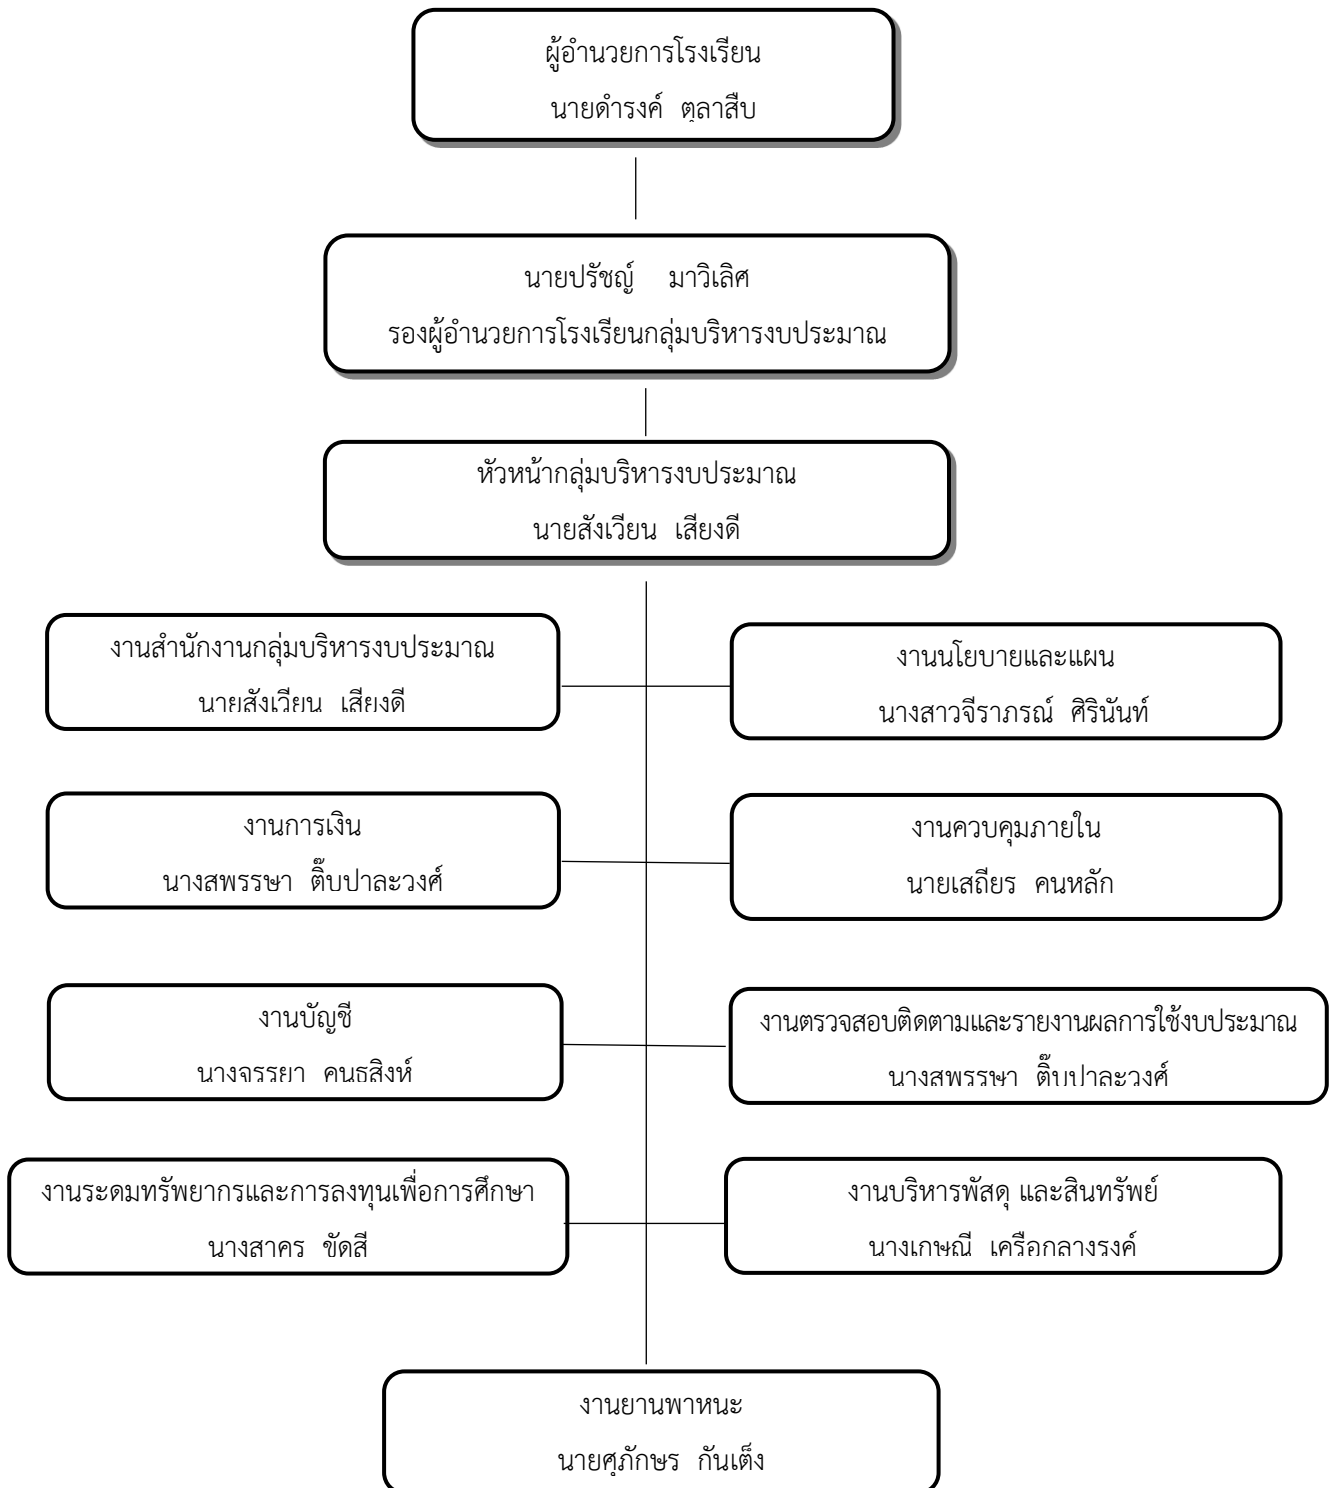 ผู้อำนวยการโรงเรียน
นายดำรงค์ ตุลาสืบ
นายปรัชญ์ มาวิเลิศ
รองผู้อำนวยการโรงเรียนกลุ่มบริหารงบประมาณ
หัวหน้ากลุ่มบริหารงบประมาณ
นายสังเวียน เสียงดี
งานสำนักงานกลุ่มบริหารงบประมาณ
นายสังเวียน เสียงดี
งานนโยบายและแผน
นางสาวจีราภรณ์ ศิรินันท์
งานการเงิน
นางสพรรษา ติ๊บปาละวงศ์
งานควบคุมภายใน
นายเสถียร คนหลัก
งานบัญชี
นางจรรยา คนธสิงห์
งานตรวจสอบติดตามและรายงานผลการใช้งบประมาณ
นางสพรรษา ติ๊บปาละวงศ์
งานระดมทรัพยากรและการลงทุนเพื่อการศึกษา
นางสาคร ขัดสี
งานบริหารพัสดุ และสินทรัพย์
นางเกษณี เครือกลางรงค์
งานยานพาหนะ
นายศุภักษร กันเต็ง